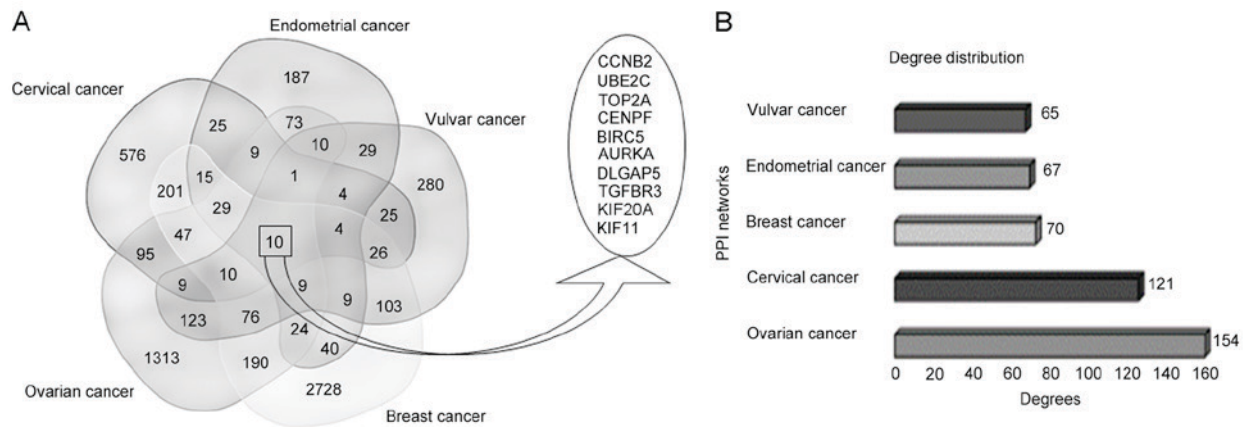 A
Endometrial cancer
Cervical cancer
Vulvar cancer
Ovarian cancer
Breast cancer
187
25
73
9
10
29
576
201
15
1
4
280
29
25
47
10
4
26
95
9
10
9
9
103
123
76
24
40
1313
190
2728
CCNB2
UBE2C
TOP2A
CENPF
BIRC5
AURKA
DLGAP5
TGFBR3
KIF20A
KIF11
B
Degree distribution
PPI networks
Vulvar cancer 65
Endometrial cancer 67
Breast cancer 70
Cervical cancer 121
Ovarian cancer 154
0 20 40 60 80 100 120 140 160
Degrees